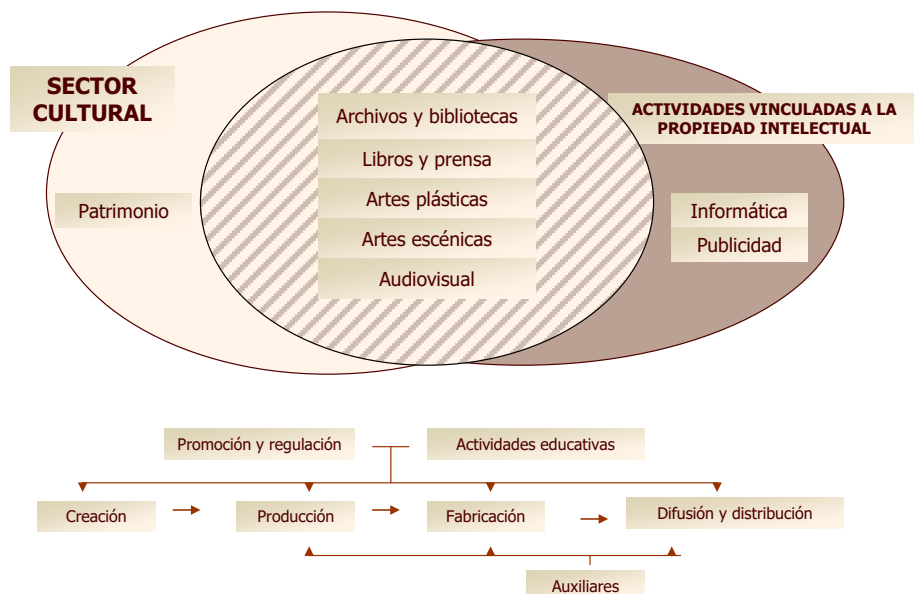 SECTOR
CULTURAL
ACTIVIDADES VINCULADAS A LA
PROPIEDAD INTELECTUAL
Archivos y bibliotecas
Libros y prensa
Artes plásticas
Artes escénicas
Audiovisual
Patrimonio
Informática
Publicidad
Promoción y regulación
Actividades educativas
Creación
Producción
Fabricación
Difusión y distribución
Auxiliares